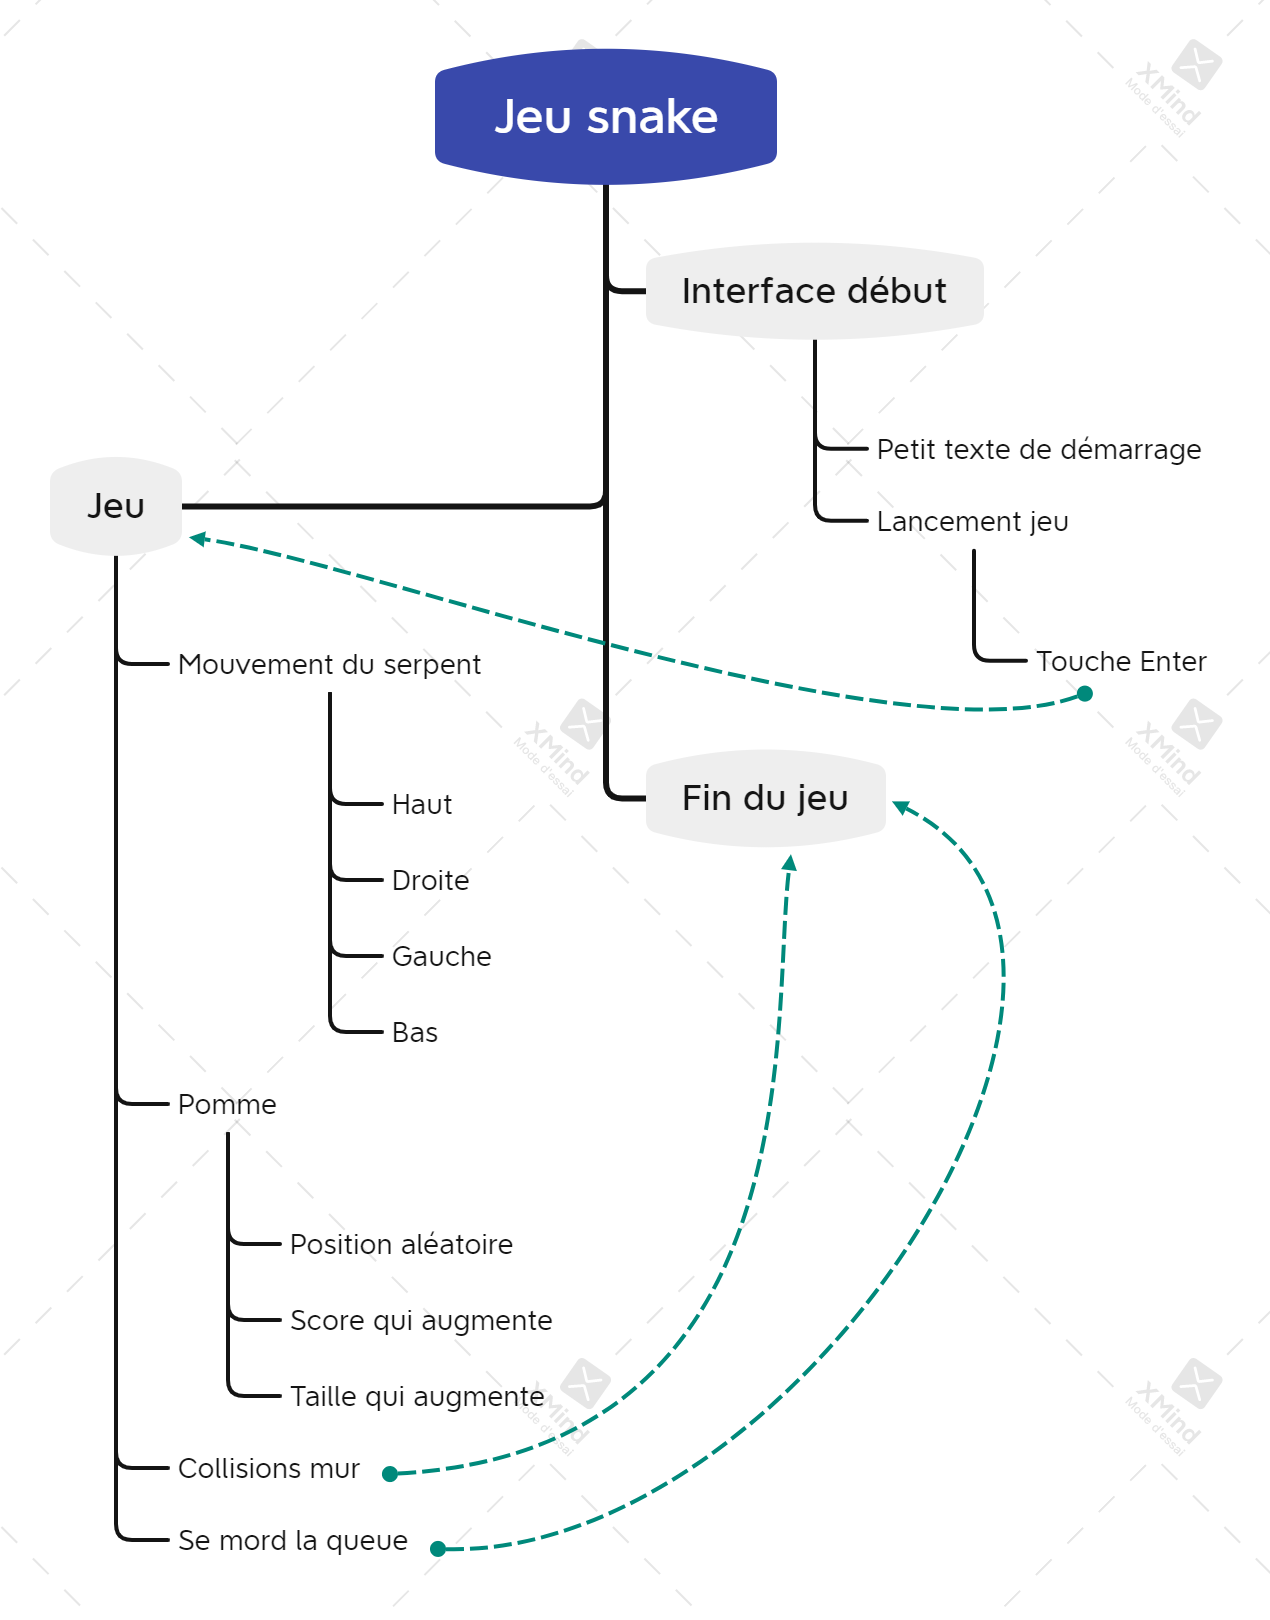 Jeu snake
Interface début
Petit texte de démarrage
Lancement jeu
Touche Enter
Jeu
Mouvement du serpent
Haut
Droite
Gauche
Bas
Pomme
Position aléatoire
Score qui augmente
Taille qui augmente
Collisions mur
Se mord la queue
Fin du jeu
XMind
Mode d'essai
XMind
Mode d'essai
XMind
Mode d'essai
XMind
Mode d'essai
XMind
Mode d'essai